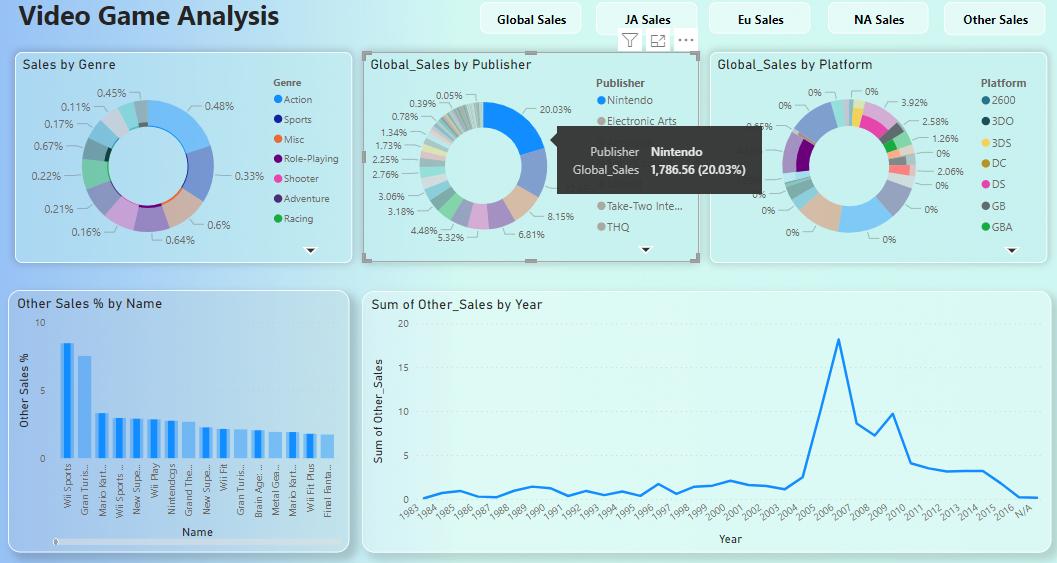 Video Game Analysis
Global Sales
JA Sales
Eu Sales
NA Sales
Other Sales
Sales by Genre
0.45%
0.48%
0.11%
0.17%
0.67%
0.33%
0.22%
0.21%
0.6%
0.16%
0.64%
Genre
Action
Sports
Misc
Role-Playing
Shooter
Adventure
Racing
Global_Sales by Publisher
0.05%
0.39%
20.03%
0.78%
1.34%
1.73%
2.25%
2.76%
3.06%
3.18%
8.15%
4.48%
5.32%
6.81%
Publisher
Nintendo
Electronic Arts
Take-Two Inte...
THQ
Publisher Nintendo
Global_Sales 1,786.56 (20.03%)
Global_Sales by Platform
0%
0%
0%
3.92%
2.58%
1.26%
0%
2.06%
0%
0%
0%
0%
0%
0%
0%
Platform
2600
3DO
3DS
DC
DS
GB
GBA
Other Sales % by Name
Other Sales %
10
5
0
Wii Sports
Gran Turis...
Mario Kart...
Wii Sports ...
New Supe...
Wii Play
Nintendogs
Grand The...
New Supe...
Wii Fit
Gran Turis...
Brain Age: ...
Metal Gea...
Mario Kart...
Wii Fit Plus
Final Fanta...
Name
Sum of Other_Sales by Year
Sum of Other_Sales
20
15
10
5
0
1983
1984
1985
1986
1987
1988
1989
1990
1991
1992
1993
1994
1995
1996
1997
1998
1999
2000
2001
2002
2003
2004
2005
2006
2007
2008
2009
2010
2011
2012
2013
2014
2015
2016
N/A
Year